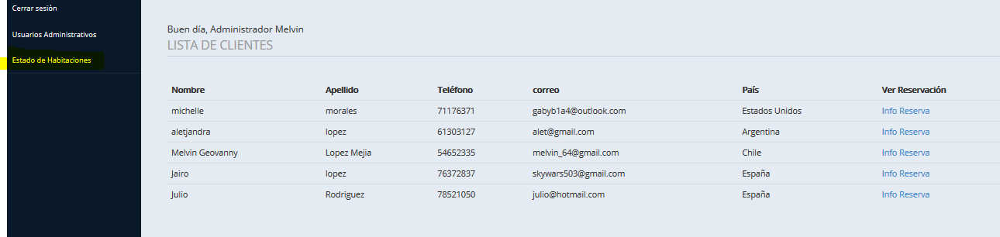 Cerrar sesión
Usuarios Administrativos
Estado de Habitaciones
Buen día, Administrador Melvin
LISTA DE CLIENTES
Nombre Apellido Teléfono correo País Ver Reservación
michelle morales 71176371 gabyb1a4@outlook.com Estados Unidos Info Reserva
aletjandra lopez 61303127 alet@gmail.com Argentina Info Reserva
Melvin Geovanny Lopez Mejia 54652335 melvin_64@gmail.com Chile Info Reserva
Jairo lopez 76372837 skywars503@gmail.com España Info Reserva
Julio Rodriguez 78521050 julio@hotmail.com España Info Reserva